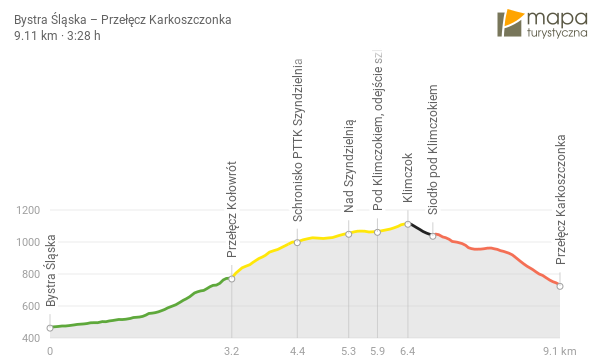 Bystra Śląska – Przełęcz Karkoszczonka
9.11 km · 3:28 h
mapa
turystyczna
Bystra Śląska
Przełęcz Kołowrót
Schronisko PTTK Szyndzielnia
Nad Szyndzielnią
Pod Klimczokiem, odejście
Klimczok
Siodło pod Klimczokiem
Przełęcz Karkoszczonka
1200
1000
800
600
400
0
3.2
4.4
5.3
5.9
6.4
9.1 km